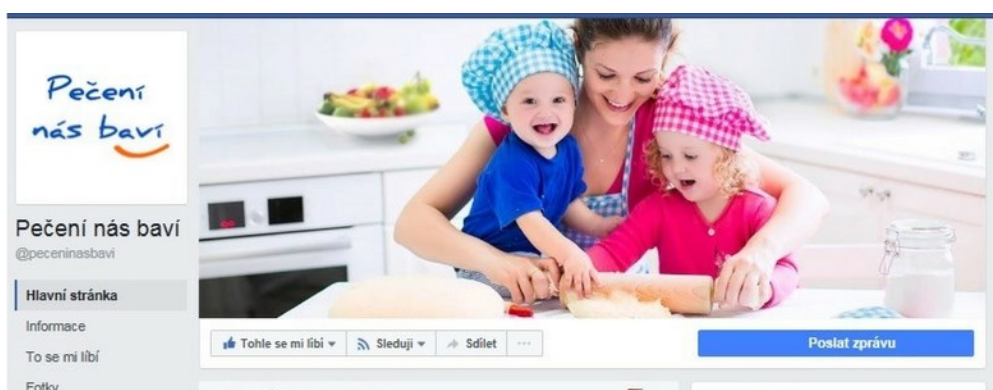 Pečení
nás baví
Pečení nás baví
@peceninasbavi
Hlavní stránka
Informace
To se mi líbí
Fotky
Tohle se mi líbí
Sleduji
Sdílet
Poslat zprávu